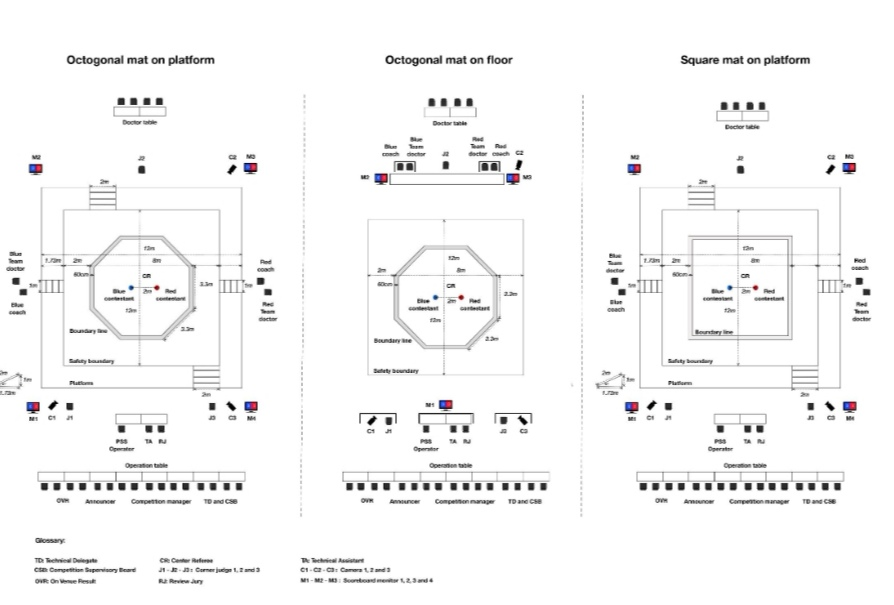 Octogonal mat on platform
Doctor table
M2
J2
C2
M3
2m
12m
1.72m
2m
8m
60cm
CR
Blue Team doctor
Blue coach
1m
Blue contestant
2m
Red contestant
3.3m
1m
Red coach
Red Team doctor
12m
3.3m
Boundary line
Safety boundary
Platform
2m
1m
1.72m
2m
M1
C1
J1
J3
C3
M4
PSS Operator
TA
RJ
Operation table
OVR
Announcer
Competition manager
TD and CSB
Octogonal mat on floor
Doctor table
Blue coach
Blue Team doctor
J2
Red Team doctor
Red coach
C2
M2
M3
12m
2m
8m
60cm
CR
Blue contestant
2m
Red contestant
12m
Boundary line
Safety boundary
M1
C1
J1
PSS Operator
TA
RJ
J3
C3
Operation table
OVR
Announcer
Competition manager
TD and CSB
Square mat on platform
Doctor table
M2
J2
C2
M3
2m
12m
1.72m
2m
8m
60cm
CR
Blue Team doctor
Blue coach
1m
Blue contestant
2m
Red contestant
1m
Red coach
Red Team doctor
12m
Boundary line
Safety boundary
Platform
2m
1m
1.72m
2m
M1
C1
J1
J3
C3
M4
PSS Operator
TA
RJ
Operation table
OVR
Announcer
Competition manager
TD and CSB
Glossary:
TD: Technical Delegate
CSB: Competition Supervisory Board
OVR: On Venue Result
CR: Center Referee
J1 - J2 - J3 : Corner judge 1, 2 and 3
RJ: Review Jury
TA: Technical Assistant
C1 - C2 - C3 : Camera 1, 2 and 3
M1 - M2 - M3 : Scoreboard monitor 1, 2, 3 and 4